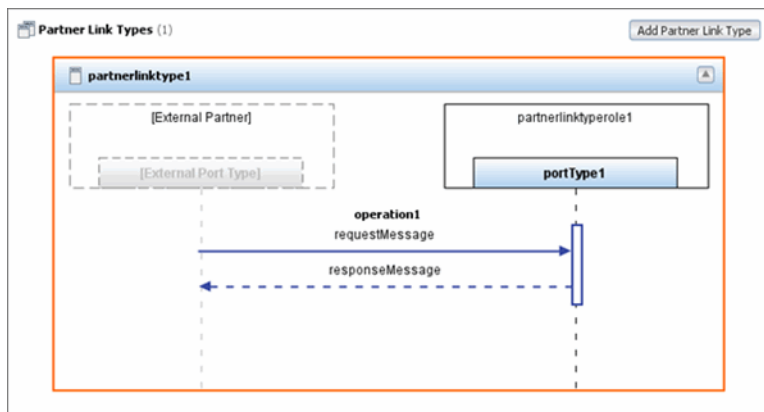 Partner Link Types (1)
Add Partner Link Type
partnerlinktype1
[External Partner]
partnerlinktyperole1
[External Port Type]
portType1
operation1
requestMessage
responseMessage